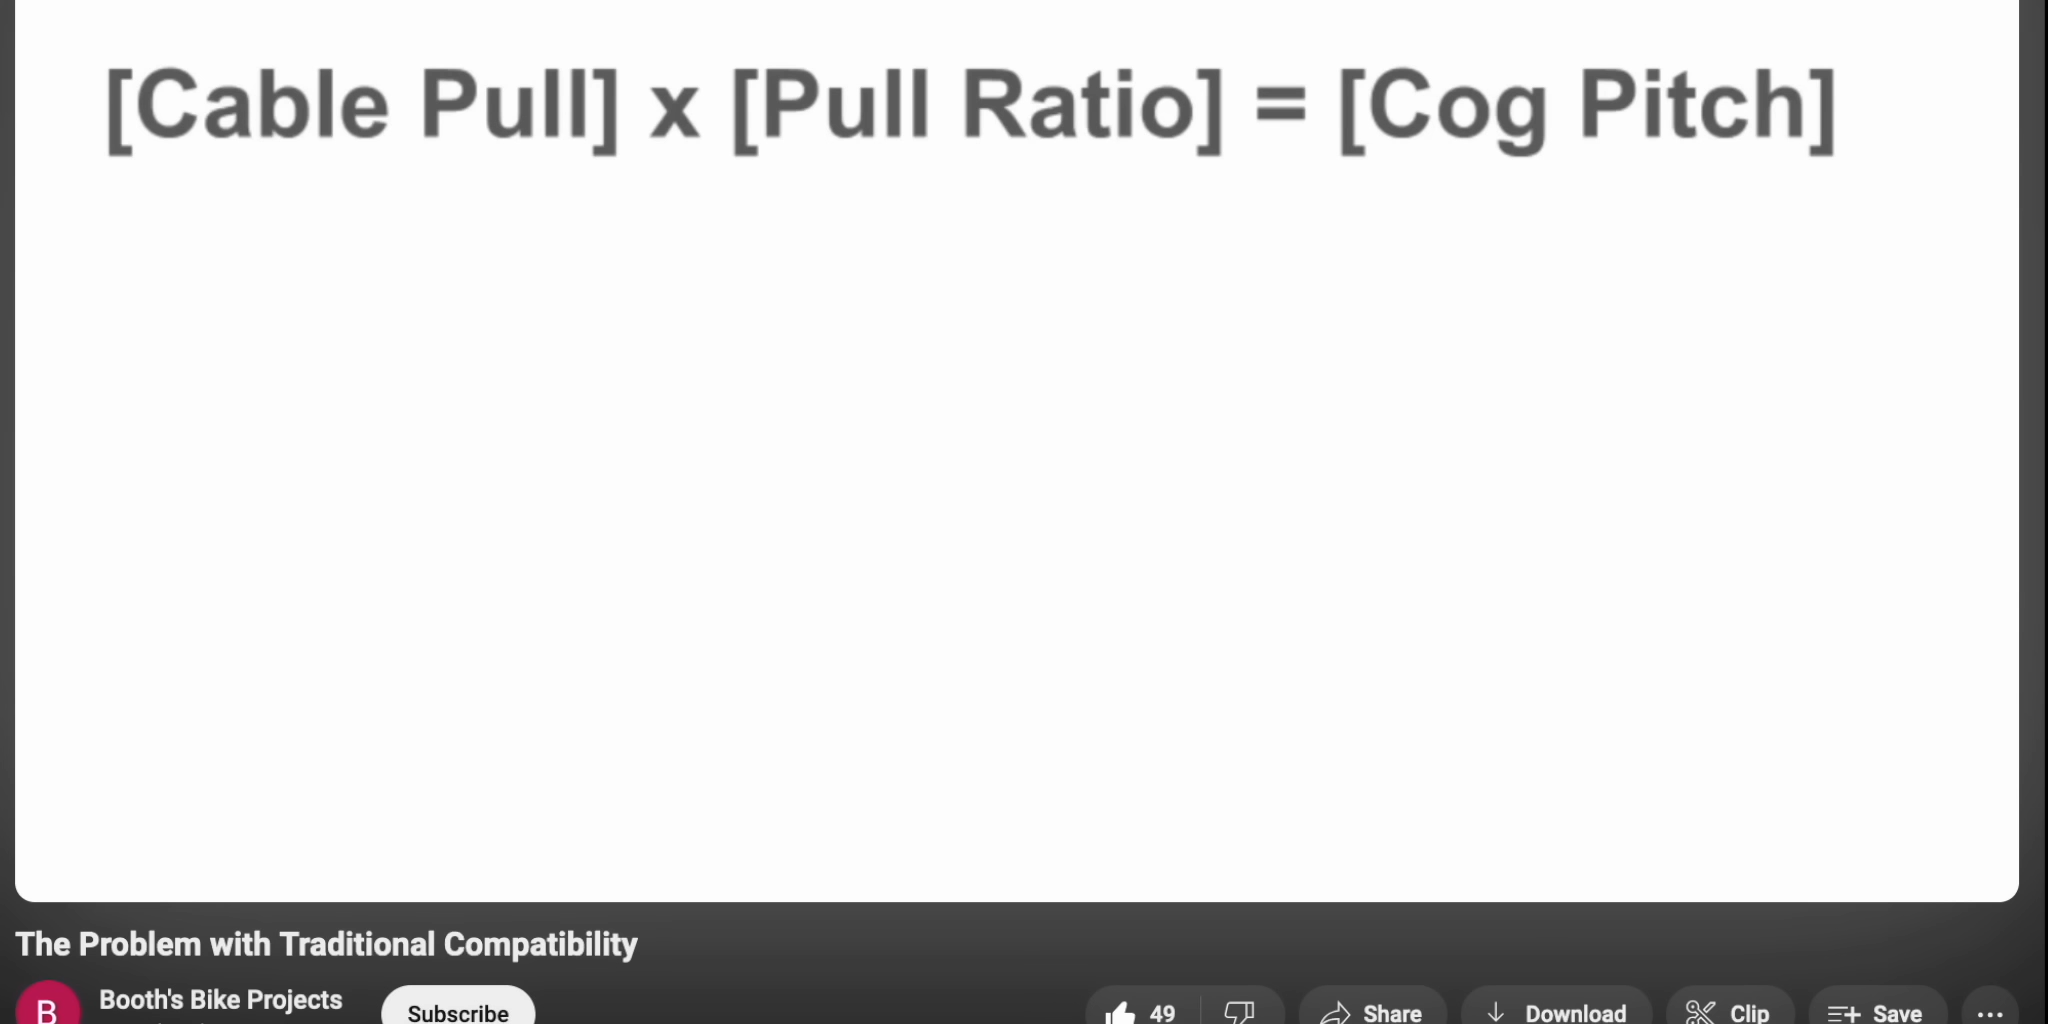 [Cable Pull] x [Pull Ratio] = [Cog Pitch]
The Problem with Traditional Compatibility
B
Booth's Bike Projects
Subscribe
49
Share
Download
Clip
Save